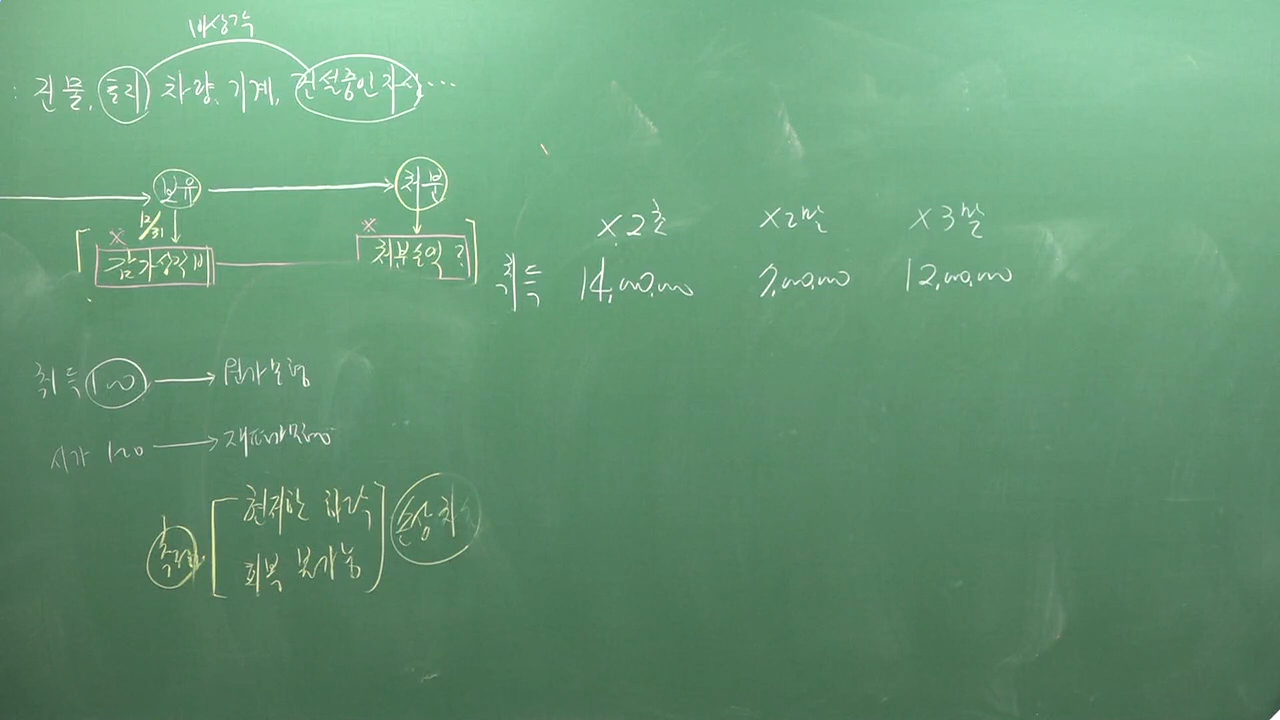 비상각
: 건물, 토지, 차량, 기계, 건설중인자산 …
보유 처분
12/31
* 감가상각비
* 처분손익 ?
X2초 X2말 X3말
취득 14,000,000 7,000,000 12,000,000
취득 100 → 원가모형
시가 120 → 재평가모형
현저한 하락
회복 불가능
손상차손